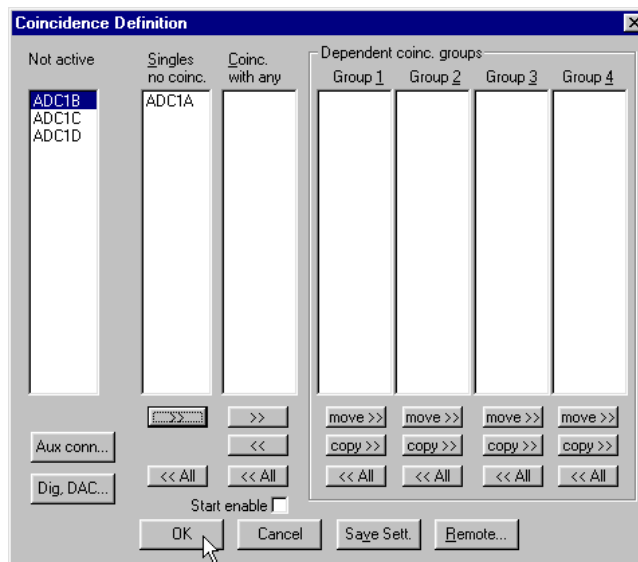 Coincidence Definition
Not active
Singles no coinc.
Coinc. with any
Dependent coinc. groups
Group 1 Group 2 Group 3 Group 4
ADC1B
ADC1C
ADC1D
ADC1A
>> >> move >> move >> move >> move >>
<< copy >> copy >> copy >> copy >>
Aux conn...
<< All << All << All << All << All << All
Dig, DAC...
Start enable
OK Cancel Save Sett. Remote...